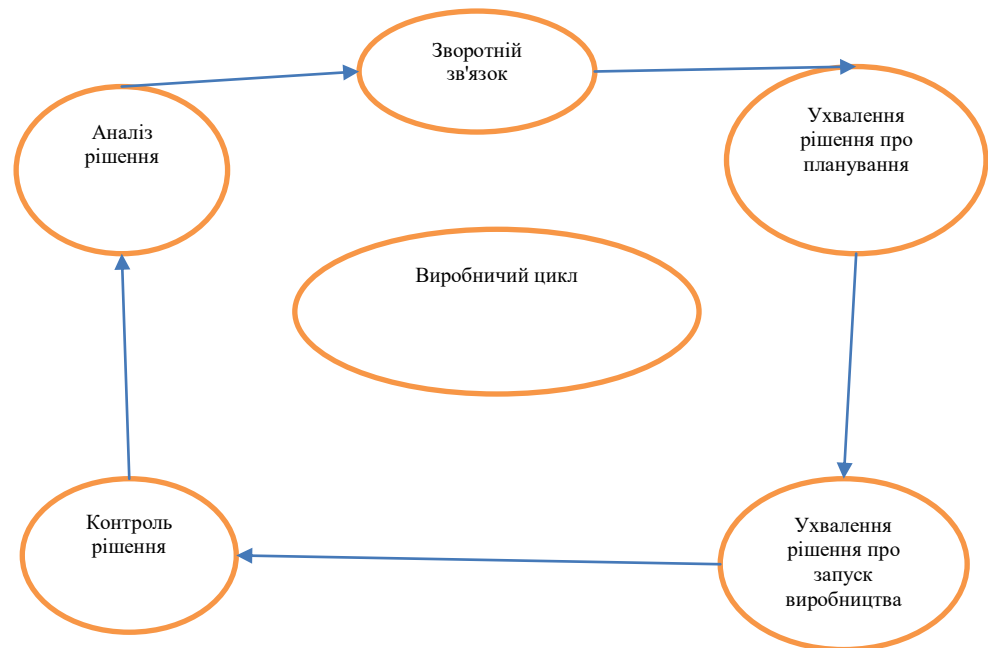 Зворотній
зв'язок
Аналіз
рішення
Ухвалення
рішення про
планування
Виробничий цикл
Контроль
рішення
Ухвалення
рішення про
запуск
виробництва